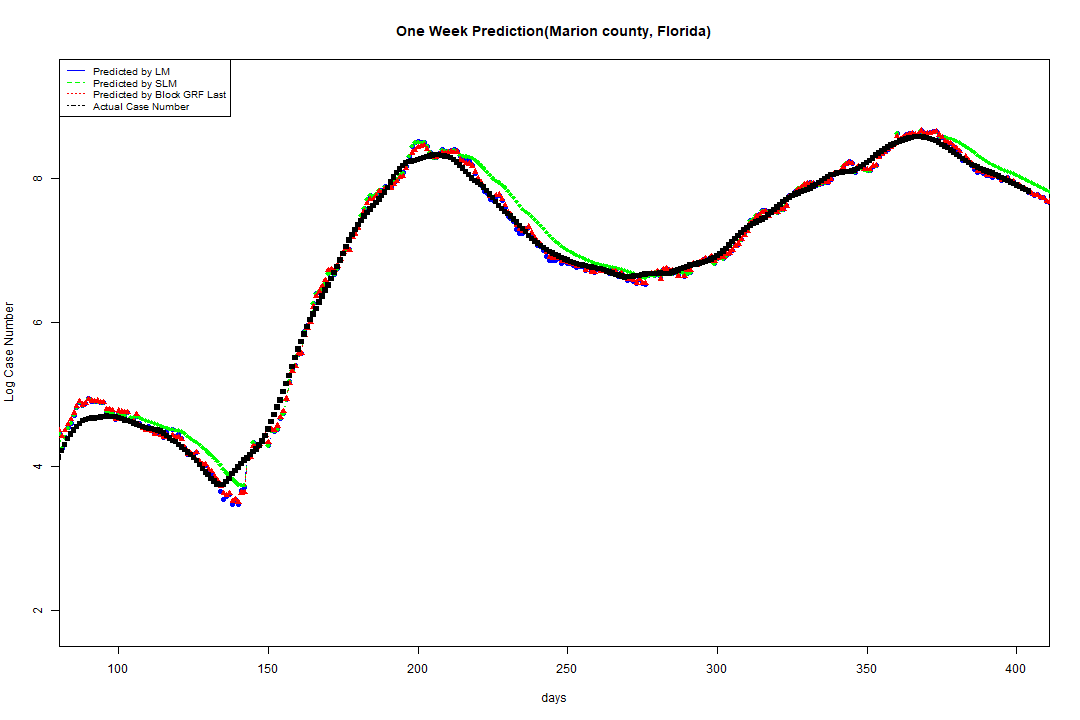 One Week Prediction(Marion county, Florida)
Predicted by LM
Predicted by SLM
Predicted by Block GRF Last
Actual Case Number
Log Case Number
8
6
4
2
100 150 200 250 300 350 400
days